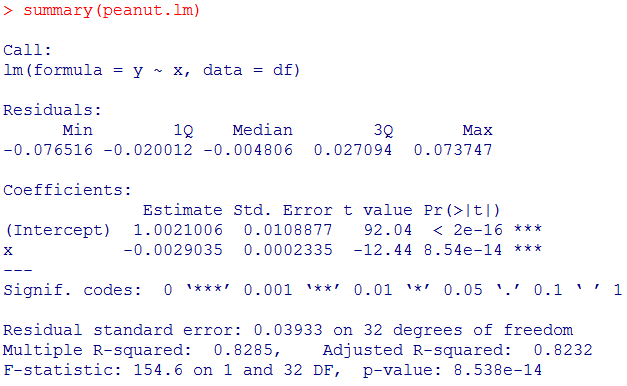 > summary(peanut.lm)
Call:
lm(formula = y ~ x, data = df)
Residuals:
Min 1Q Median 3Q Max
-0.076516 -0.020012 -0.004806 0.027094 0.073747
Coefficients:
Estimate Std. Error t value Pr(>|t|)
(Intercept) 1.0021006 0.0108877 92.04 < 2e-16 ***
x -0.0029035 0.0002335 -12.44 8.54e-14 ***
---
Signif. codes: 0 ‘***’ 0.001 ‘**’ 0.01 ‘*’ 0.05 ‘.’ 0.1 ‘ ’ 1
Residual standard error: 0.03933 on 32 degrees of freedom
Multiple R-squared: 0.8285, Adjusted R-squared: 0.8232
F-statistic: 154.6 on 1 and 32 DF, p-value: 8.538e-14